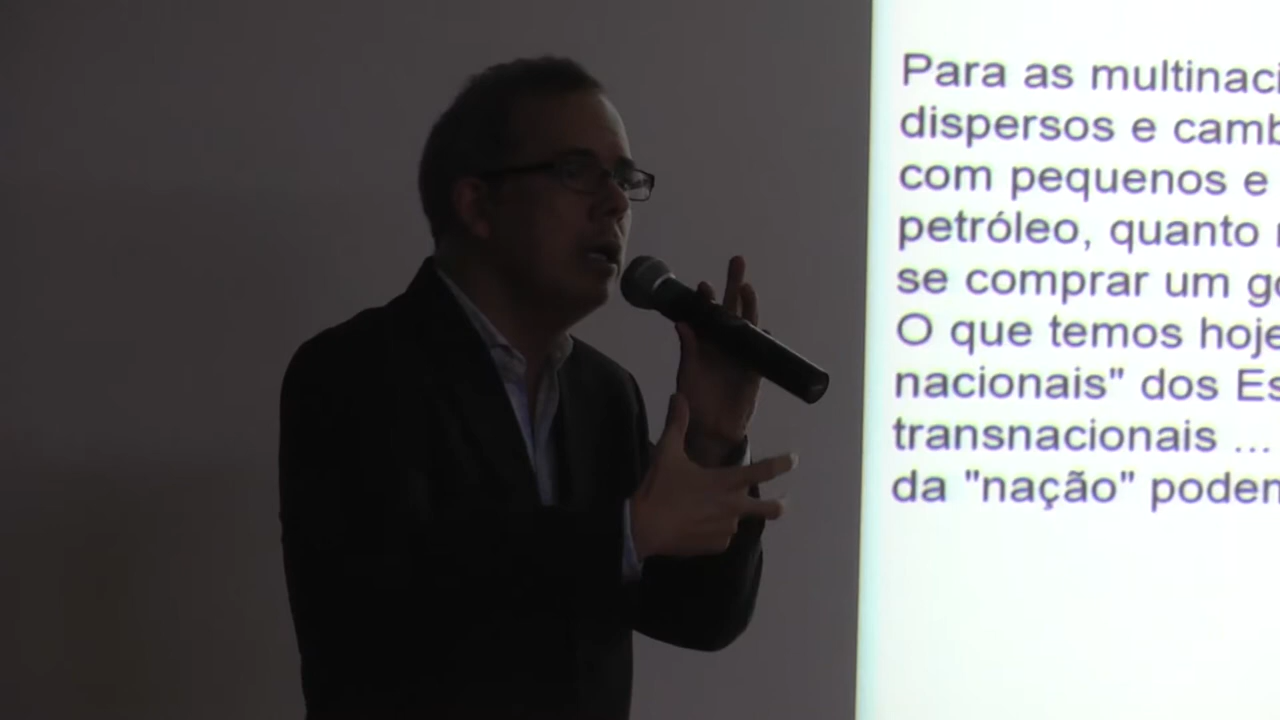 Para as multinaci
dispersos e camb
com pequenos e
petróleo, quanto
se comprar um go
O que temos hoje
nacionais" dos Es
transnacionais ...
da "nação" poden